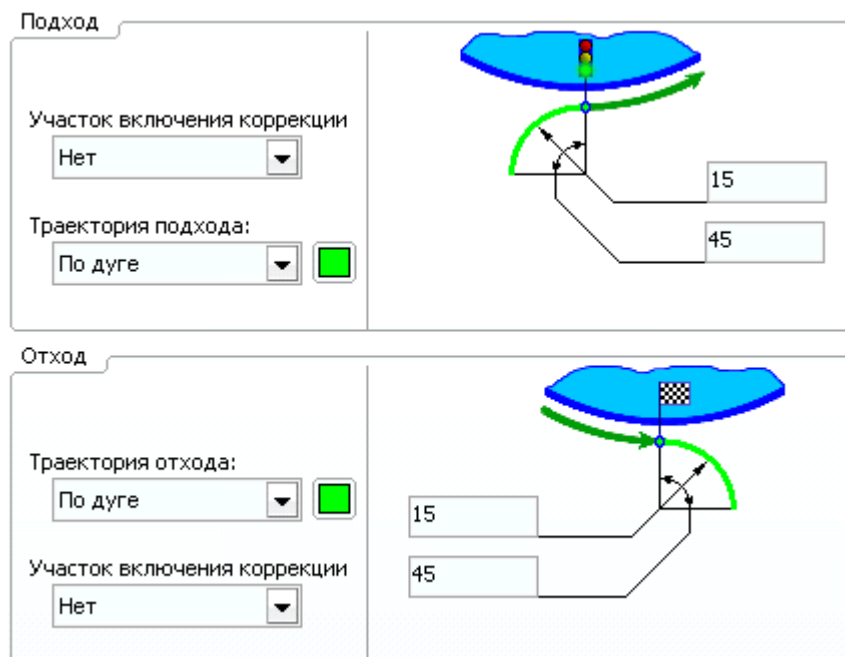 Подход
Участок включения коррекции
Нет
15
Траектория подхода:
45
По дуге
Отход
Траектория отхода:
По дуге
15
45
Участок включения коррекции
Нет